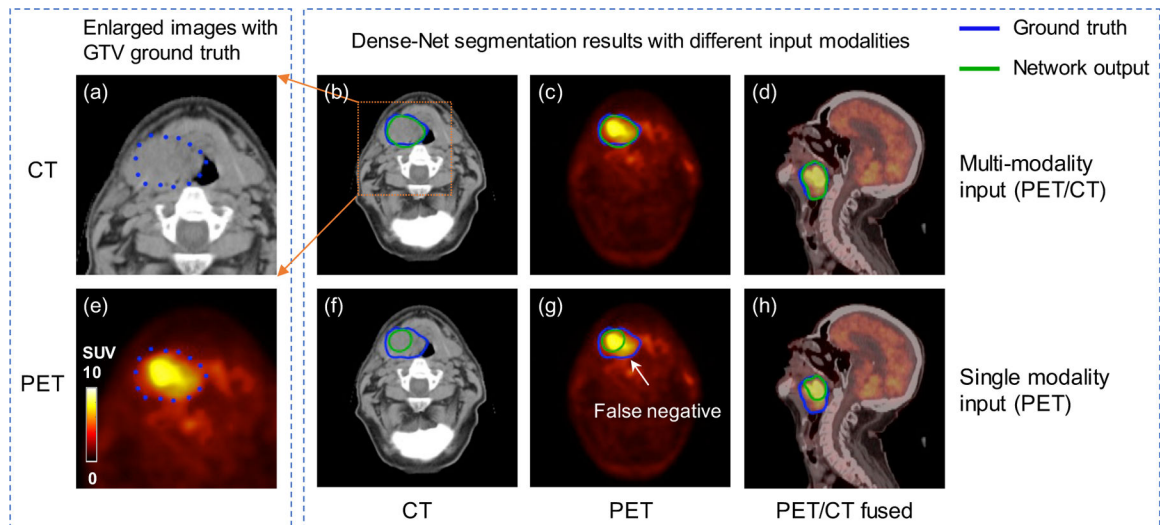 Enlarged images with
GTV ground truth
Dense-Net segmentation results with different input modalities
Ground truth
Network output
(a)
(b)
(c)
(d)
CT
Multi-modality
input (PET/CT)
(e)
(f)
(g)
(h)
SUV
10
0
PET
False negative
Single modality
input (PET)
CT
PET
PET/CT fused